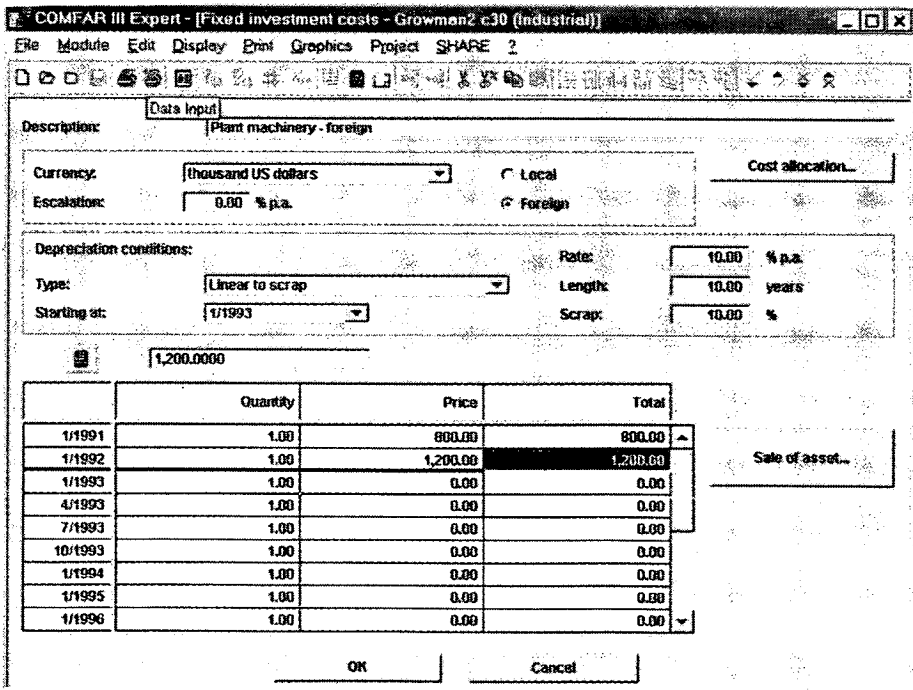 COMFAR III Expert - [Fixed investment costs - Growman2 c30 (Industrial)]
File Module Edit Display Print Graphics Project SHARE ?
Data Input
Description: Plant machinery - foreign
Currency: thousand US dollars Local Cost allocation...
Escalation: 0.00 % p.a. Foreign
Depreciation conditions: Rate: 10.00 % p.a.
Type: Linear to scrap Length: 10.00 years
Starting at: 1/1993 Scrap: 10.00 %
1,200.0000
Quantity Price Total
1/1991 1.00 800.00 800.00
1/1992 1.00 1,200.00 1,200.00 Sale of asset...
1/1993 1.00 0.00 0.00
4/1993 1.00 0.00 0.00
7/1993 1.00 0.00 0.00
10/1993 1.00 0.00 0.00
1/1994 1.00 0.00 0.00
1/1995 1.00 0.00 0.00
1/1996 1.00 0.00 0.00
OK Cancel